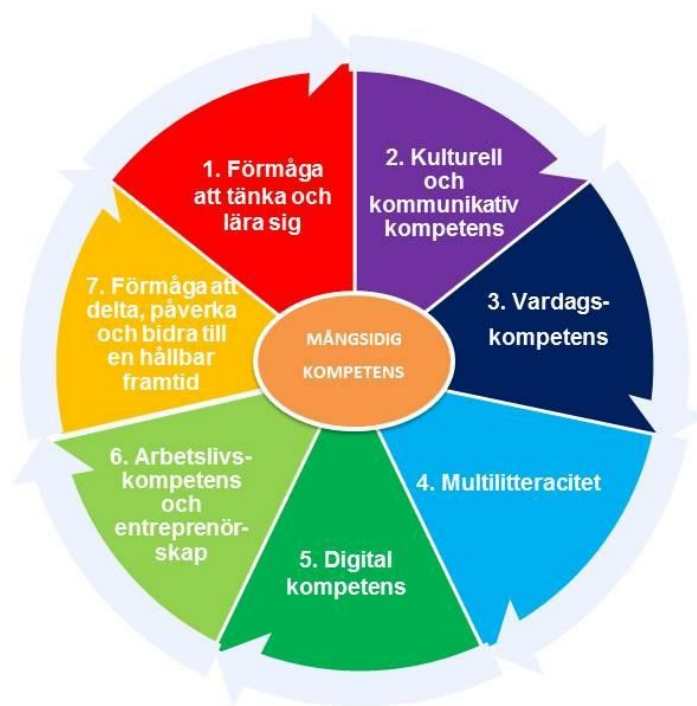 1. Förmåga
att tänka och
lära sig
2. Kulturell
och
kommunikativ
kompetens
3. Vardags-
kompetens
4. Multilitteracitet
5. Digital
kompetens
6. Arbetslivs-
kompetens
och
entreprenör-
skap
7. Förmåga att
delta, påverka
och bidra till
en hållbar
framtid
MÅNGSIDIG
KOMPETENS